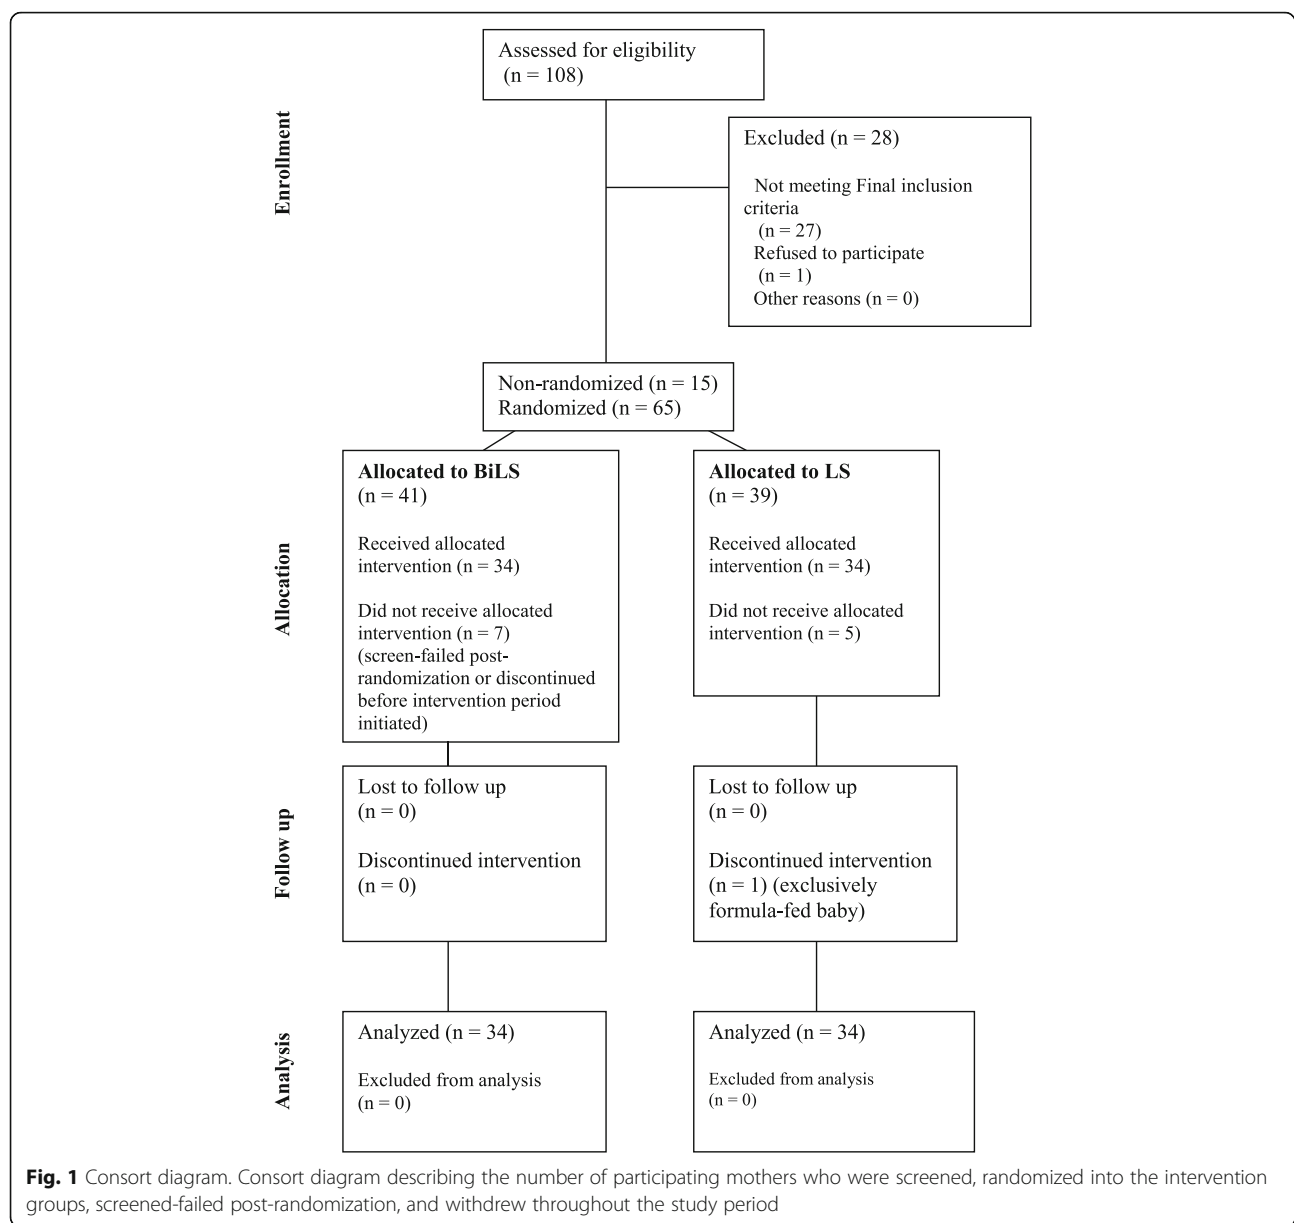 Assessed for eligibility
(n = 108)
Enrollment
Excluded (n = 28)
Not meeting Final inclusion
criteria
(n = 27)
Refused to participate
(n = 1)
Other reasons (n = 0)
Non-randomized (n = 15)
Randomized (n = 65)
Allocation
Allocated to BiLS
(n = 41)
Received allocated
intervention (n = 34)
Did not receive allocated
intervention (n = 7)
(screen-failed post-
randomization or discontinued
before intervention period
initiated)
Allocated to LS
(n = 39)
Received allocated
intervention (n = 34)
Did not receive allocated
intervention (n = 5)
Follow up
Lost to follow up
(n = 0)
Discontinued intervention
(n = 0)
Lost to follow up
(n = 0)
Discontinued intervention
(n = 1) (exclusively
formula-fed baby)
Analysis
Analyzed (n = 34)
Excluded from analysis
(n = 0)
Analyzed (n = 34)
Excluded from analysis
(n = 0)
Fig. 1 Consort diagram. Consort diagram describing the number of participating mothers who were screened, randomized into the intervention
groups, screened-failed post-randomization, and withdrew throughout the study period